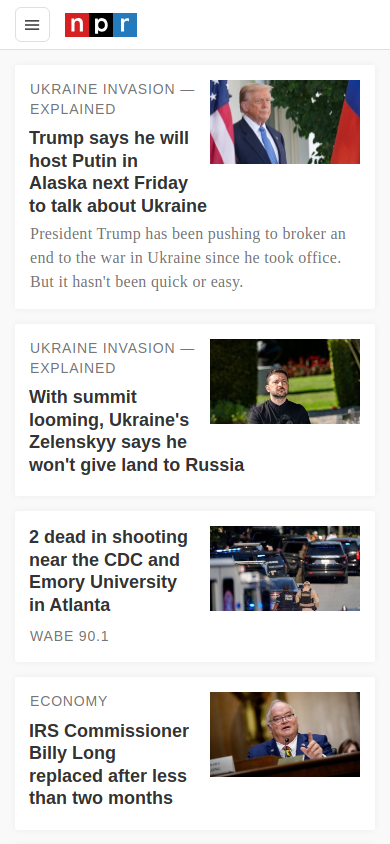 npr
UKRAINE INVASION —
EXPLAINED
Trump says he will
host Putin in
Alaska next Friday
to talk about Ukraine
President Trump has been pushing to broker an
end to the war in Ukraine since he took office.
But it hasn't been quick or easy.
UKRAINE INVASION —
EXPLAINED
With summit
looming, Ukraine's
Zelenskyy says he
won't give land to Russia
2 dead in shooting
near the CDC and
Emory University
in Atlanta
WABE 90.1
ECONOMY
IRS Commissioner
Billy Long
replaced after less
than two months